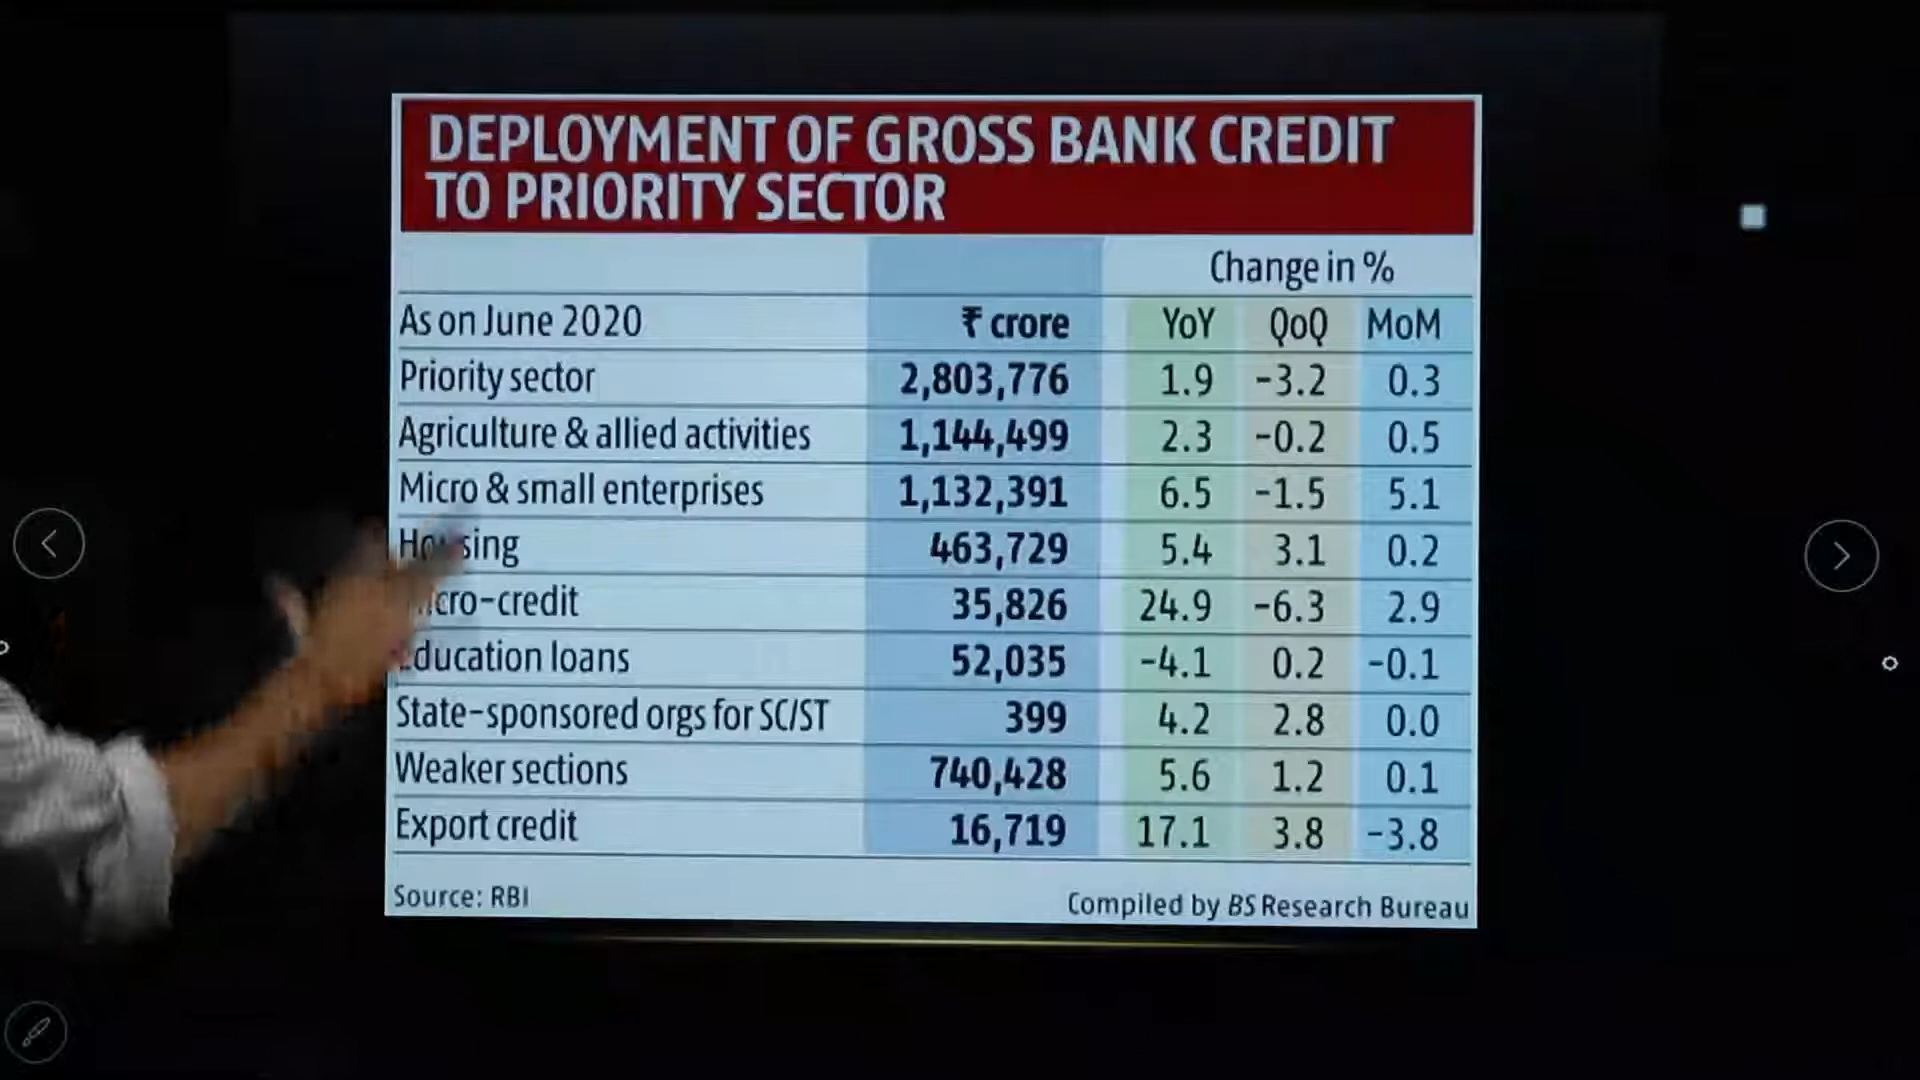 DEPLOYMENT OF GROSS BANK CREDIT
TO PRIORITY SECTOR
Change in %
As on June 2020 ₹ crore YoY QoQ MoM
Priority sector 2,803,776 1.9 -3.2 0.3
Agriculture & allied activities 1,144,499 2.3 -0.2 0.5
Micro & small enterprises 1,132,391 6.5 -1.5 5.1
Housing 463,729 5.4 3.1 0.2
Micro-credit 35,826 24.9 -6.3 2.9
Education loans 52,035 -4.1 0.2 -0.1
State-sponsored orgs for SC/ST 399 4.2 2.8 0.0
Weaker sections 740,428 5.6 1.2 0.1
Export credit 16,719 17.1 3.8 -3.8
Source: RBI Compiled by BS Research Bureau